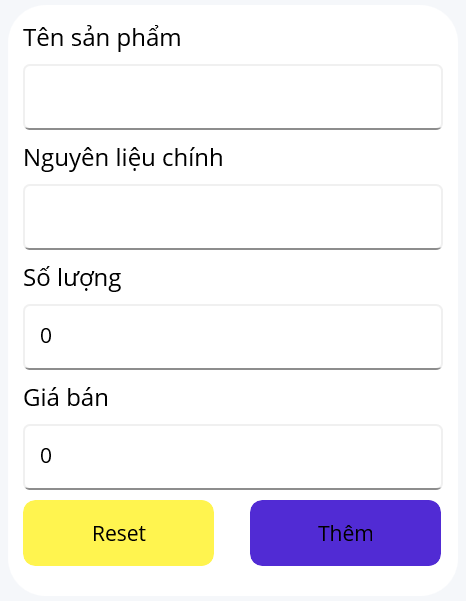 Tên sản phẩm
Nguyên liệu chính
Số lượng
0
Giá bán
0
Reset
Thêm